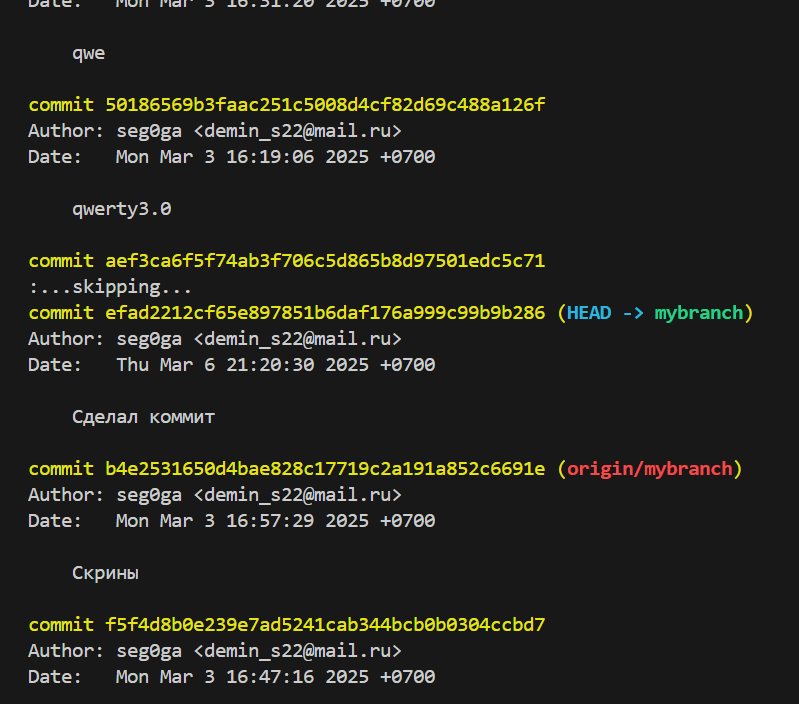 Date:   Mon Mar 3 16:31:20 2025 +0700
qwe
commit 50186569b3faac251c5008d4cf82d69c488a126f
Author: seg0ga <demin_s22@mail.ru>
Date:   Mon Mar 3 16:19:06 2025 +0700
qwerty3.0
commit aef3ca6f5f74ab3f706c5d865b8d97501edc5c71
:...skipping...
commit efad2212cf65e897851b6daf176a999c99b9b286 (HEAD -> mybranch)
Author: seg0ga <demin_s22@mail.ru>
Date:   Thu Mar 6 21:20:30 2025 +0700
Сделал коммит
commit b4e2531650d4bae828c17719c2a191a852c6691e (origin/mybranch)
Author: seg0ga <demin_s22@mail.ru>
Date:   Mon Mar 3 16:57:29 2025 +0700
Скрины
commit f5f4d8b0e239e7ad5241cab344bcb0b0304ccbd7
Author: seg0ga <demin_s22@mail.ru>
Date:   Mon Mar 3 16:47:16 2025 +0700